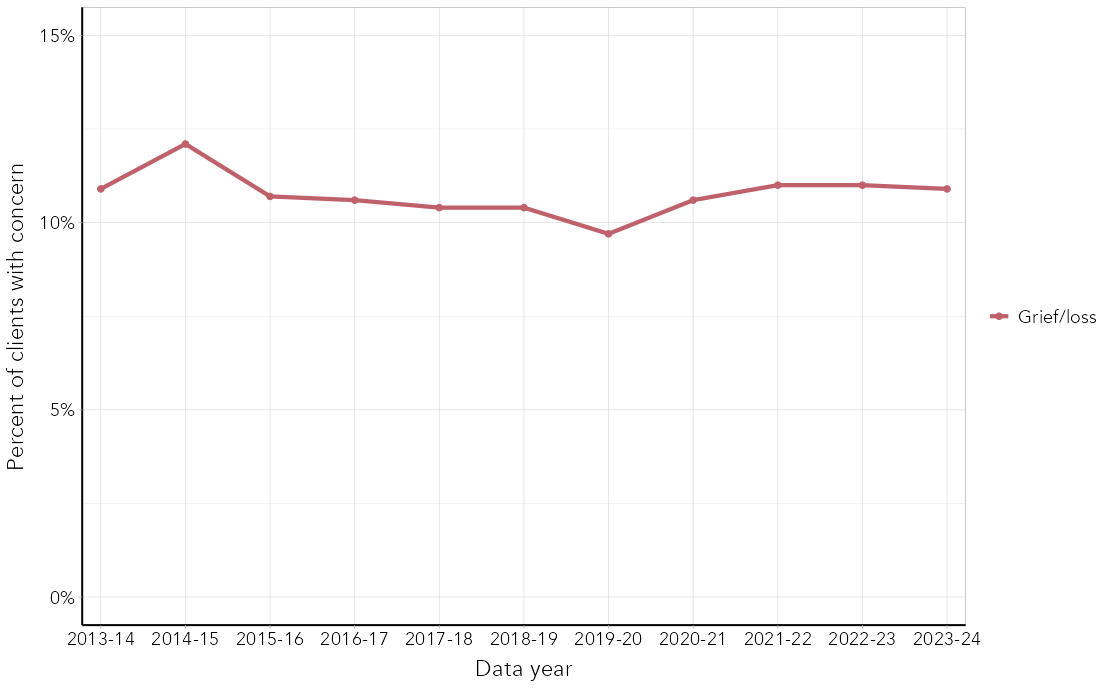 15%
10%
5%
0%
Percent of clients with concern
2013-14 2014-15 2015-16 2016-17 2017-18 2018-19 2019-20 2020-21 2021-22 2022-23 2023-24
Data year
Grief/loss